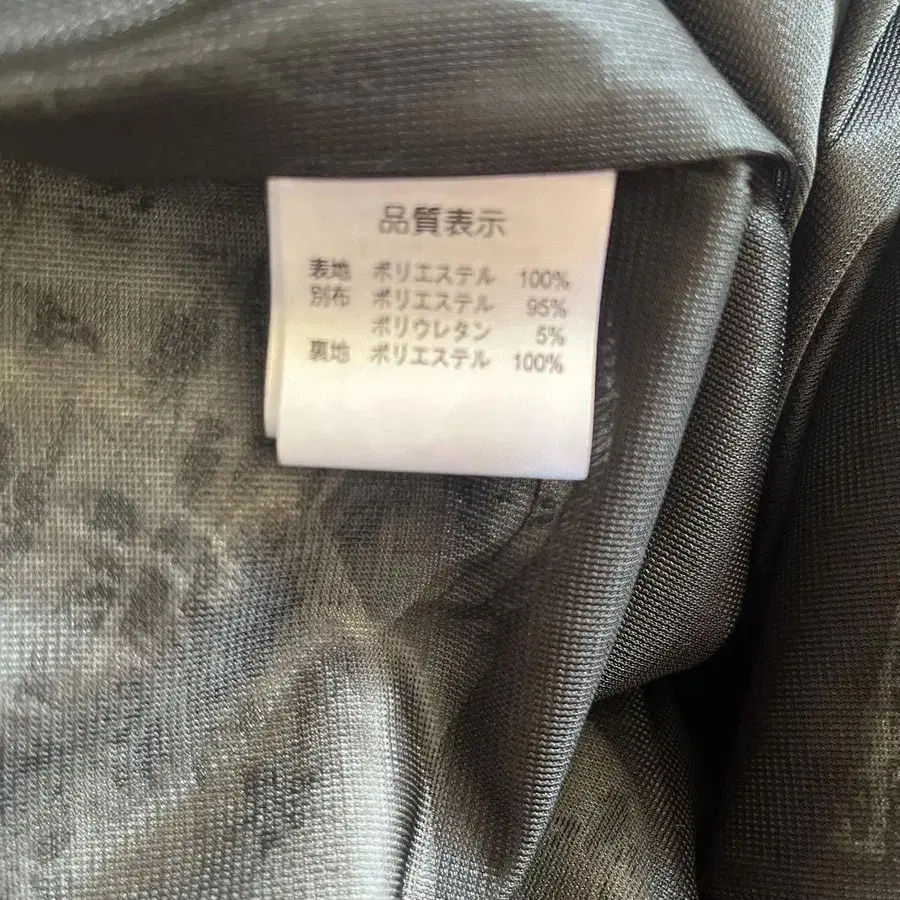 品質表示
表地 ポリエステル 100%
別布 ポリエステル 95%
ポリウレタン 5%
裏地 ポリエステル 100%